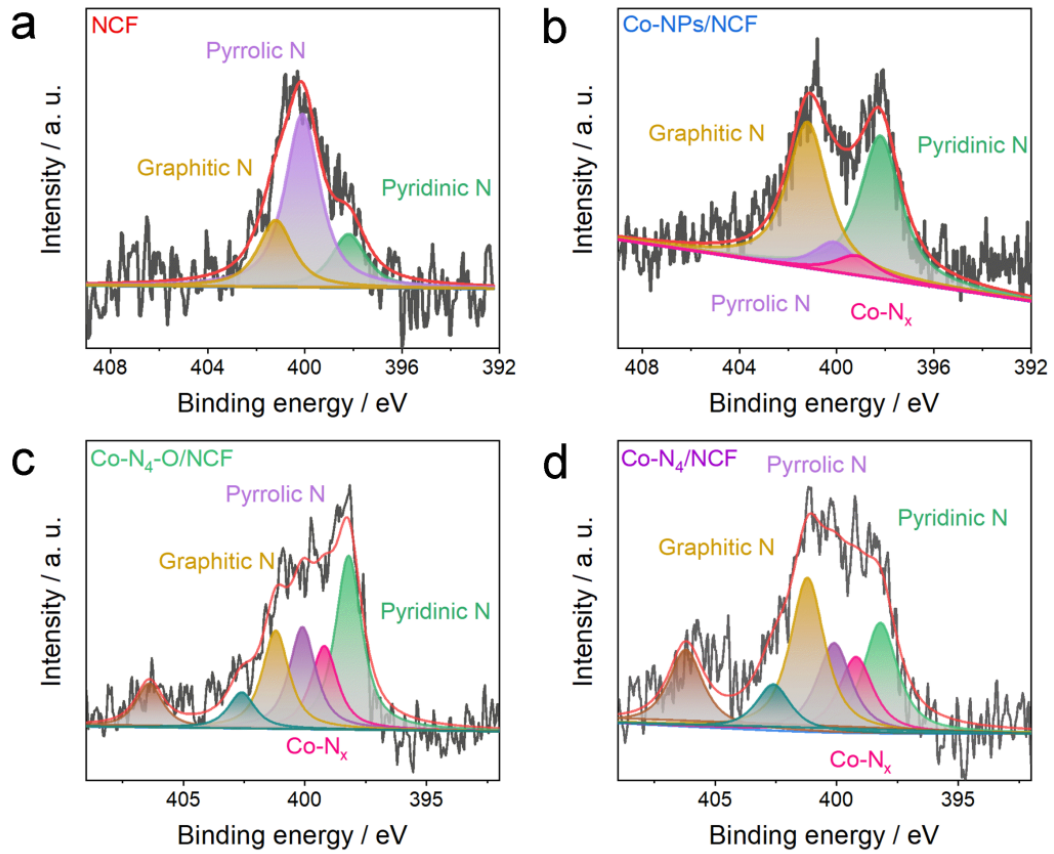 a
NCF
Pyrrolic N
Graphitic N
Pyridinic N
Intensity / a. u.
408 404 400 396 392
Binding energy / eV
b
Co-NPs/NCF
Graphitic N
Pyridinic N
Pyrrolic N
Co-Nₓ
Intensity / a. u.
408 404 400 396 392
Binding energy / eV
c
Co-N₄-O/NCF
Pyrrolic N
Graphitic N
Pyridinic N
Co-Nₓ
Intensity / a. u.
405 400 395
Binding energy / eV
d
Co-N₄/NCF
Pyrrolic N
Pyridinic N
Graphitic N
Co-Nₓ
Intensity / a. u.
405 400 395
Binding energy / eV